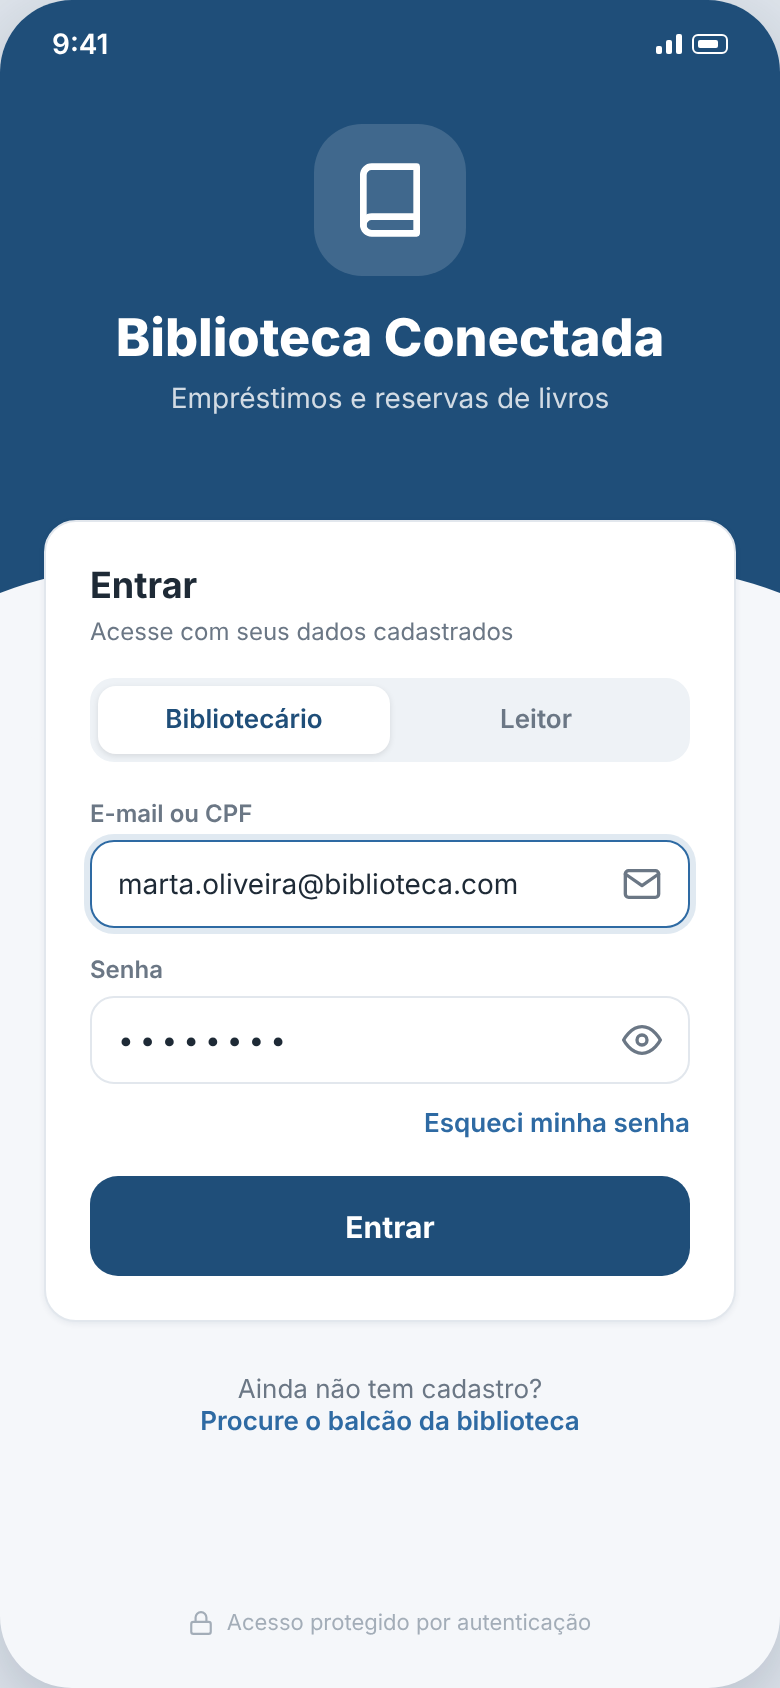 9:41
Biblioteca Conectada
Empréstimos e reservas de livros
Entrar
Acesse com seus dados cadastrados
Bibliotecário
Leitor
E-mail ou CPF
marta.oliveira@biblioteca.com
Senha
••••••••
Esqueci minha senha
Entrar
Ainda não tem cadastro?
Procure o balcão da biblioteca
Acesso protegido por autenticação